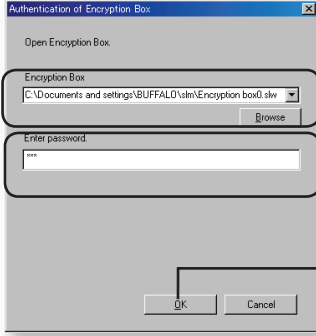 Authentication of Encryption Box
Open Encryption Box.
Encryption Box
C:\Documents and settings\BUFFALO\slm\Encryption box0.slw
Browse
Enter password.
***
OK
Cancel